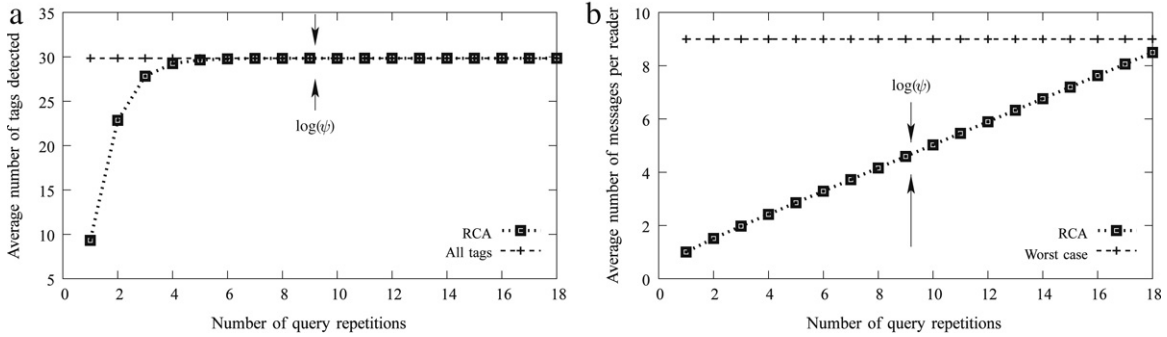 a
Average number of tags detected
35
30
25
20
15
10
5
log(ψ)
RCA
All tags
0 2 4 6 8 10 12 14 16 18
Number of query repetitions
b
Average number of messages per reader
10
8
6
4
2
0
log(ψ)
RCA
Worst case
0 2 4 6 8 10 12 14 16 18
Number of query repetitions